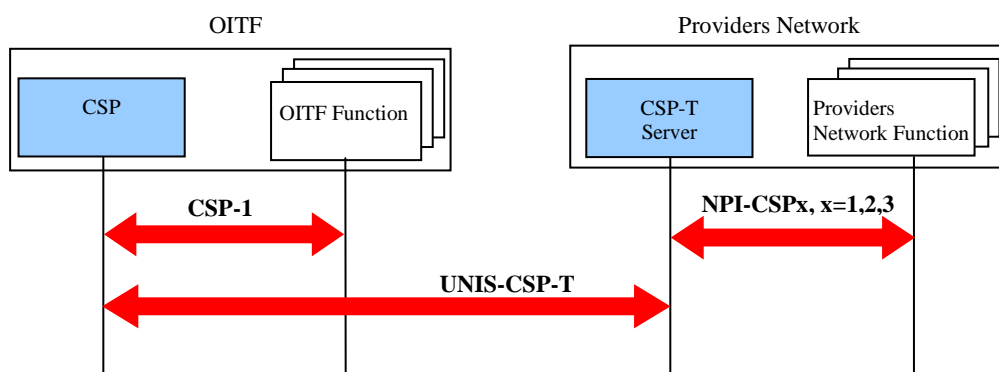 OITF
Providers Network
CSP
OITF Function
CSP-T
Server
Providers
Network Function
CSP-1
NPI-CSPx, x=1,2,3
UNIS-CSP-T